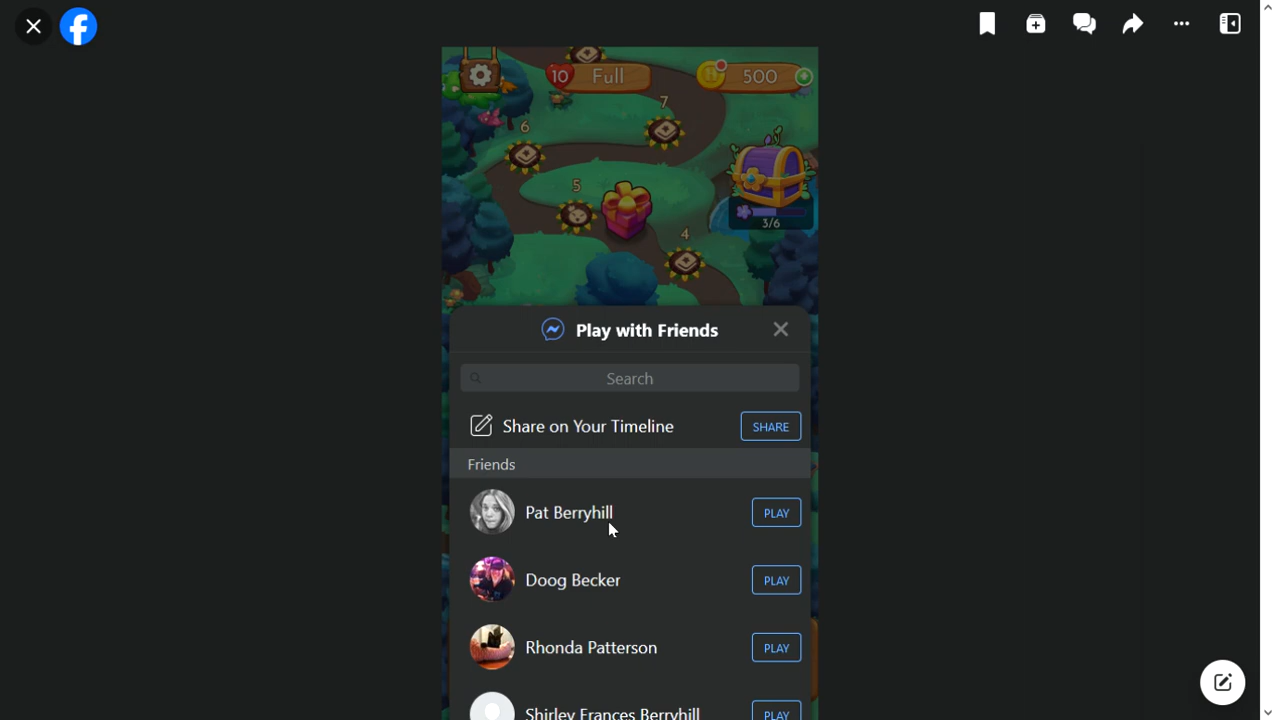 10 Full 500
7
6
5
3/6
4
Play with Friends
Search
Share on Your Timeline SHARE
Friends
Pat Berryhill PLAY
Doog Becker PLAY
Rhonda Patterson PLAY
Shirley Frances Berryhill PLAY